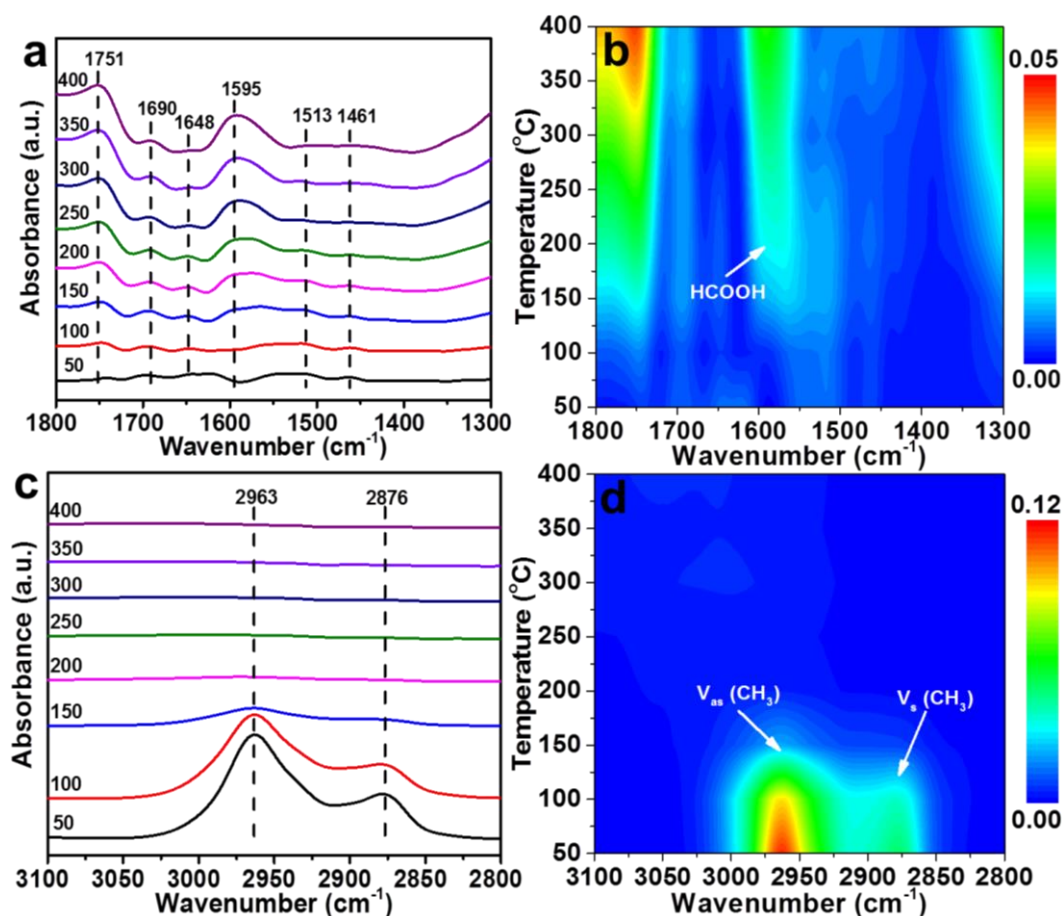 a
1751
1690
1648
1595
1513
1461
400
350
300
250
200
150
100
50
Absorbance (a.u.)
1800 1700 1600 1500 1400 1300
Wavenumber (cm⁻¹)
b
HCOOH
Temperature (°C)
400
350
300
250
200
150
100
50
1800 1700 1600 1500 1400 1300
Wavenumber (cm⁻¹)
0.05
0.00
c
2963
2876
400
350
300
250
200
150
100
50
Absorbance (a.u.)
3100 3050 3000 2950 2900 2850 2800
Wavenumber (cm⁻¹)
d
V_as (CH₃)
V_s (CH₃)
Temperature (°C)
400
350
300
250
200
150
100
50
3100 3050 3000 2950 2900 2850 2800
Wavenumber (cm⁻¹)
0.12
0.00